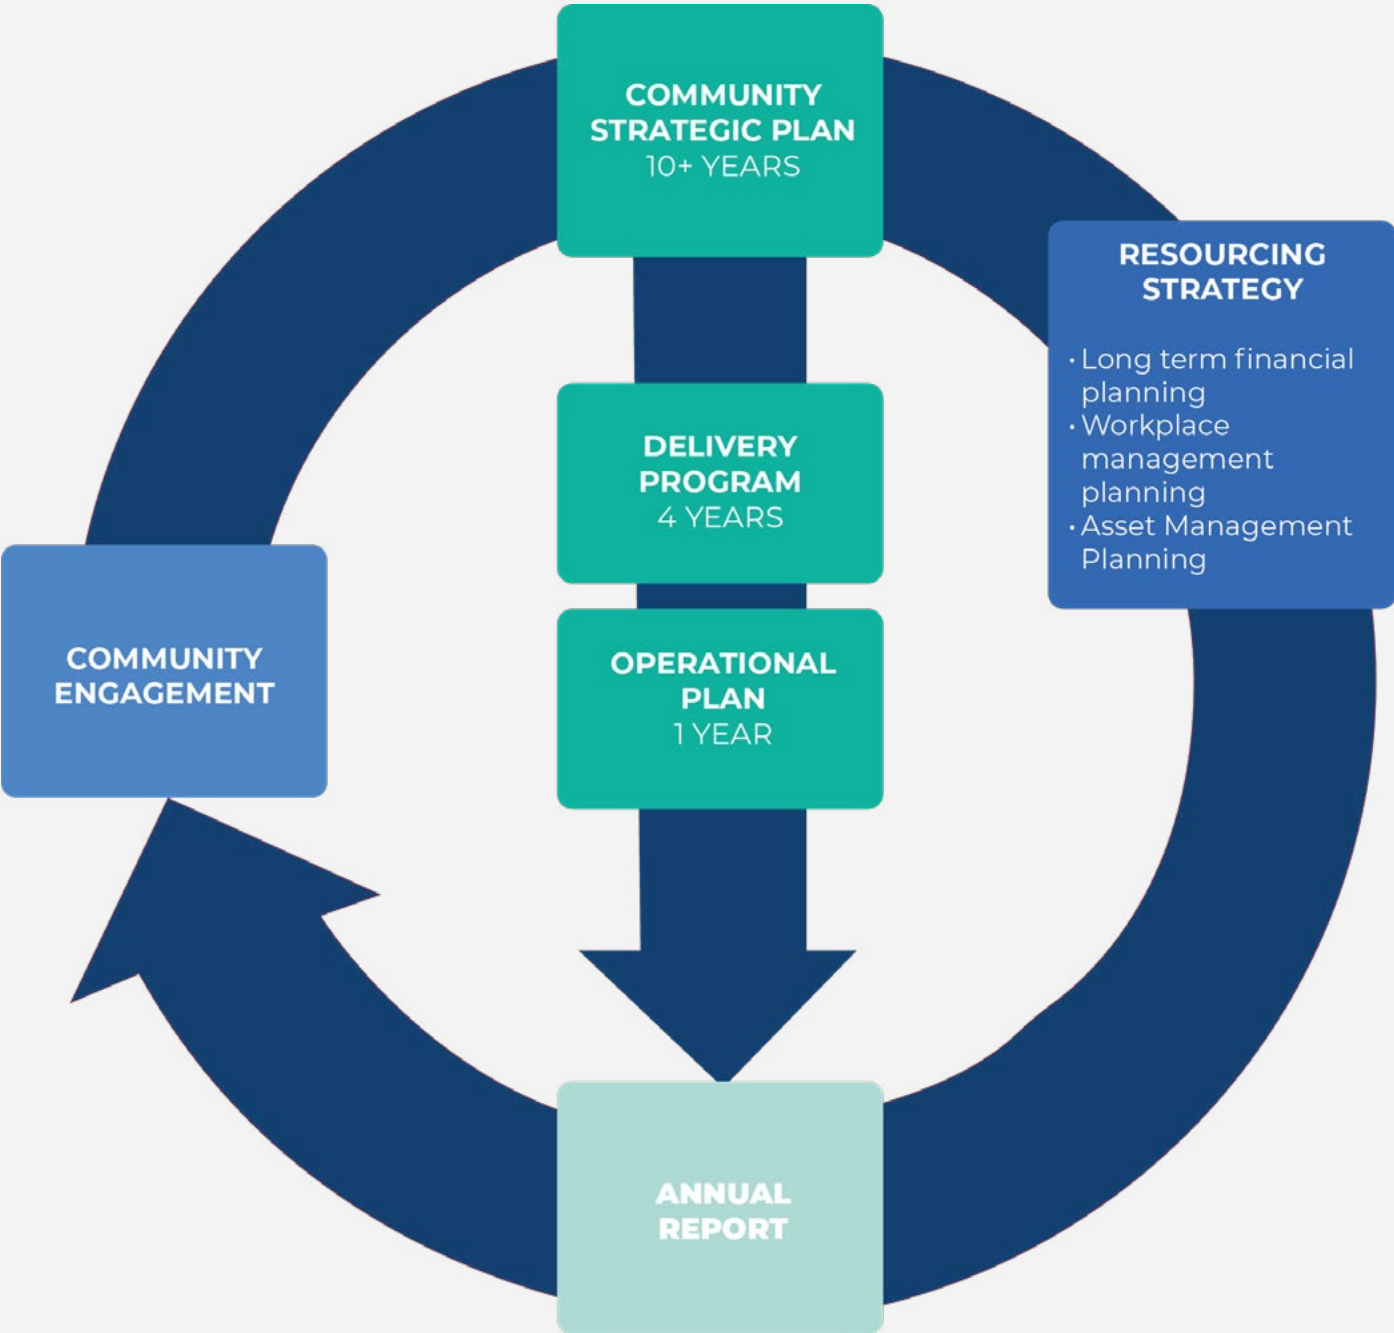 COMMUNITY
STRATEGIC PLAN
10+ YEARS
RESOURCING
STRATEGY
· Long term financial
planning
· Workplace
management
planning
· Asset Management
Planning
DELIVERY
PROGRAM
4 YEARS
OPERATIONAL
PLAN
1 YEAR
COMMUNITY
ENGAGEMENT
ANNUAL
REPORT